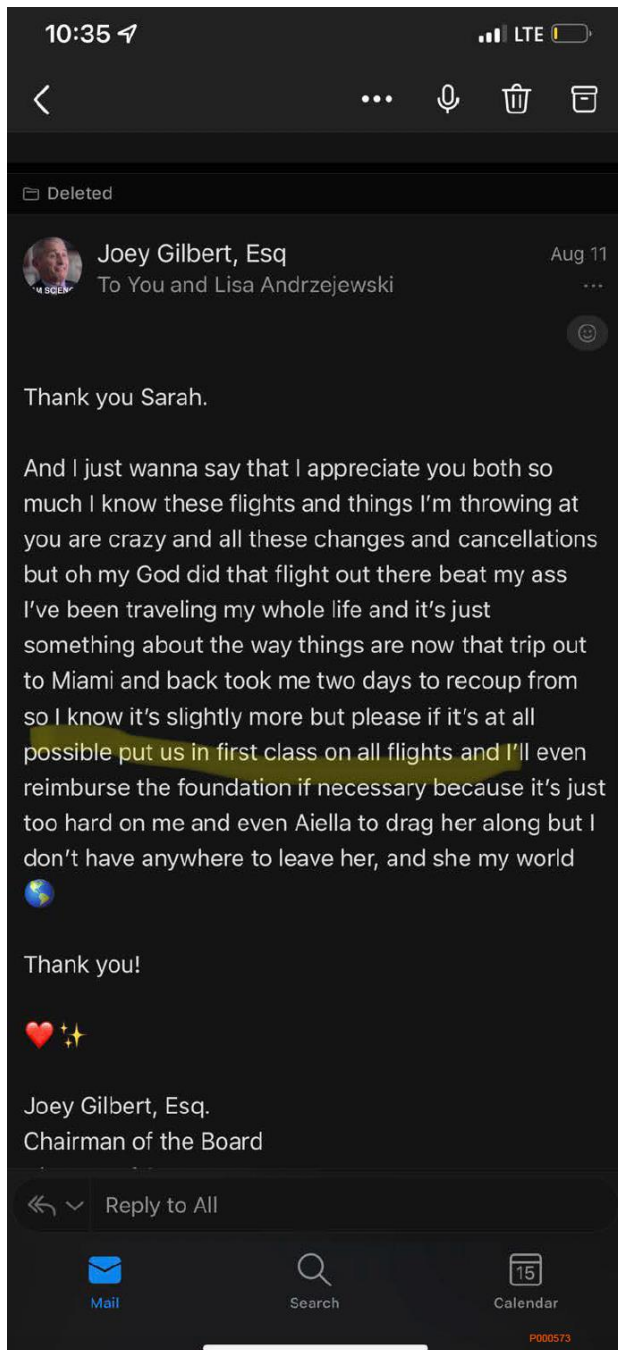 10:35
LTE
Deleted
Joey Gilbert, Esq
Aug 11
To You and Lisa Andrzejewski
Thank you Sarah.
And I just wanna say that I appreciate you both so
much I know these flights and things I’m throwing at
you are crazy and all these changes and cancellations
but oh my God did that flight out there beat my ass
I’ve been traveling my whole life and it’s just
something about the way things are now that trip out
to Miami and back took me two days to recoup from
so I know it’s slightly more but please if it’s at all
possible put us in first class on all flights and I’ll even
reimburse the foundation if necessary because it’s just
too hard on me and even Aiella to drag her along but I
don’t have anywhere to leave her, and she my world
🌎
Thank you!
❤️✨
Joey Gilbert, Esq.
Chairman of the Board
Reply to All
15
Mail
Search
Calendar
P000573